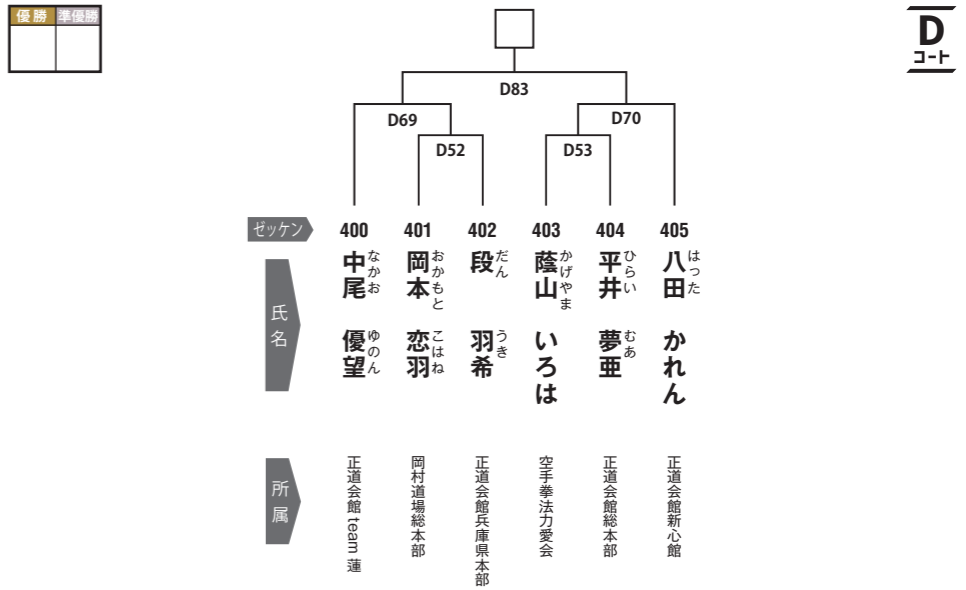 優勝 準優勝
D
コート
D83
D69
D70
D52
D53
ゼッケン
400
401
402
403
404
405
氏名
中尾 優望
なかお ゆのん
岡本 恋羽
おかもと こはね
段 羽希
だん うき
蔭山 いろは
かげやま
平井 夢亜
ひらい むあ
八田 かれん
はった
所属
正道会館 team 蓮
岡村道場総本部
正道会館兵庫県本部
空手拳法力愛会
正道会館総本部
正道会館新心館